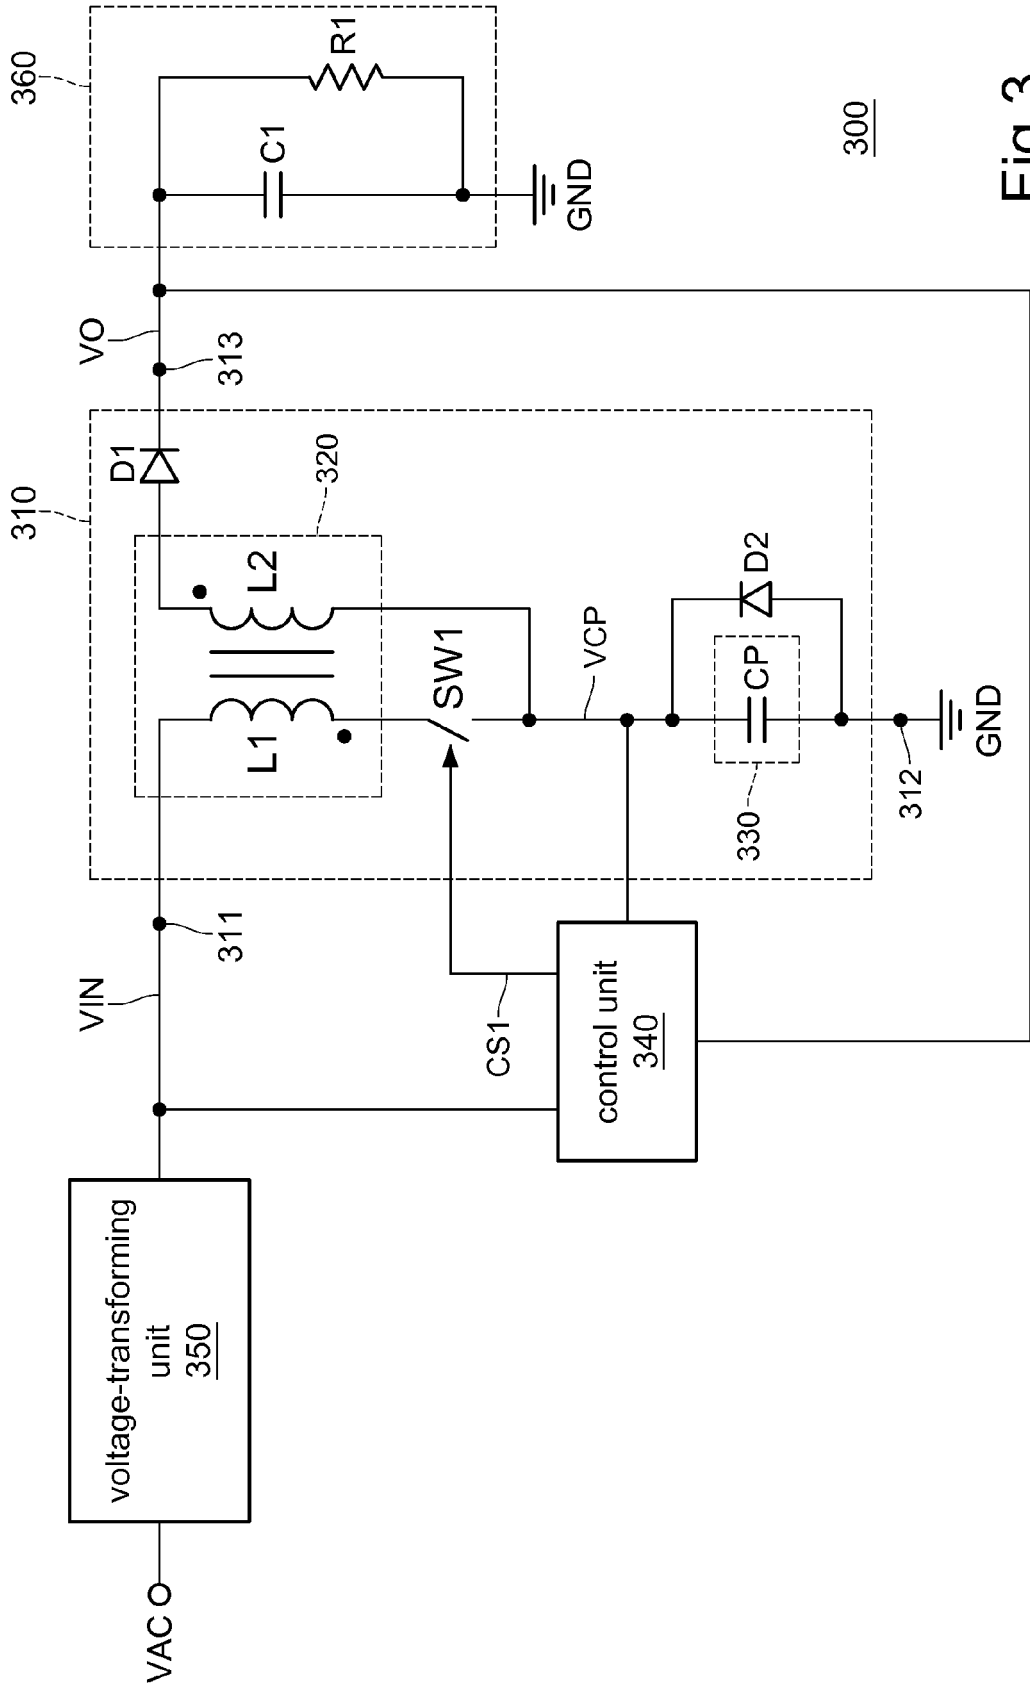 VAC
voltage-transforming
unit
350
VIN
311
310
L1
L2
320
D1
313
VO
360
C1
R1
GND
SW1
CS1
control unit
340
VCP
330
CP
D2
312
GND
300
Fig.3